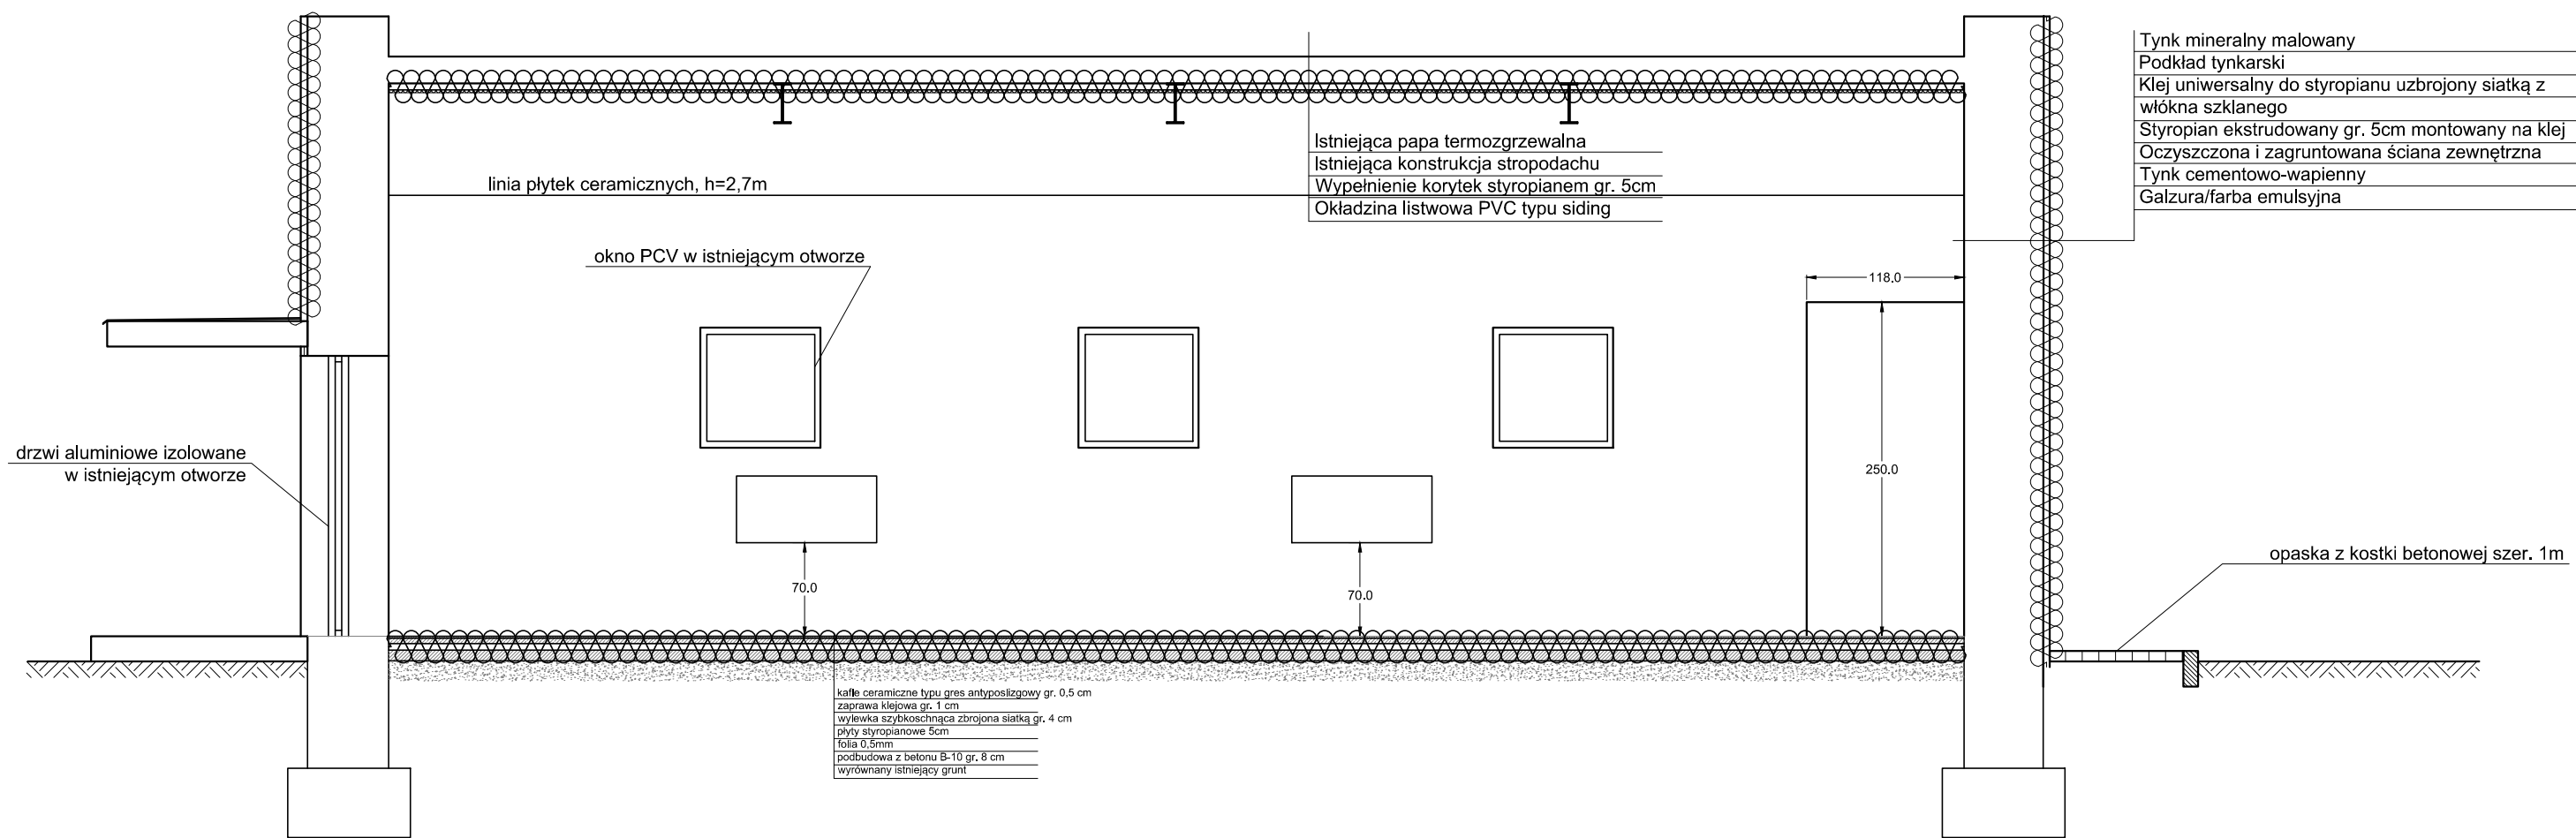 Tynk mineralny malowany
Podkład tynkarski
Klej uniwersalny do styropianu uzbrojony siatką z
włókna szklanego
Styropian ekstrudowany gr. 5cm montowany na klej
Oczyszczona i zagruntowana ściana zewnętrzna
Tynk cementowo-wapienny
Galzura/farba emulsyjna
Istniejąca papa termozgrzewalna
Istniejąca konstrukcja stropodachu
Wypełnienie korytek styropianem gr. 5cm
Okładzina listwowa PVC typu siding
linia płytek ceramicznych, h=2,7m
okno PCV w istniejącym otworze
118.0
250.0
drzwi aluminiowe izolowane
w istniejącym otworze
opaska z kostki betonowej szer. 1m
70.0
70.0
kafle ceramiczne typu gres antyposlizgowy gr. 0,5 cm
zaprawa klejowa gr. 1 cm
wylewka szybkoschnąca zbrojona siatką gr. 4 cm
płyty styropianowe 5cm
folia 0,5mm
podbudowa z betonu B-10 gr. 8 cm
wyrównany istniejący grunt